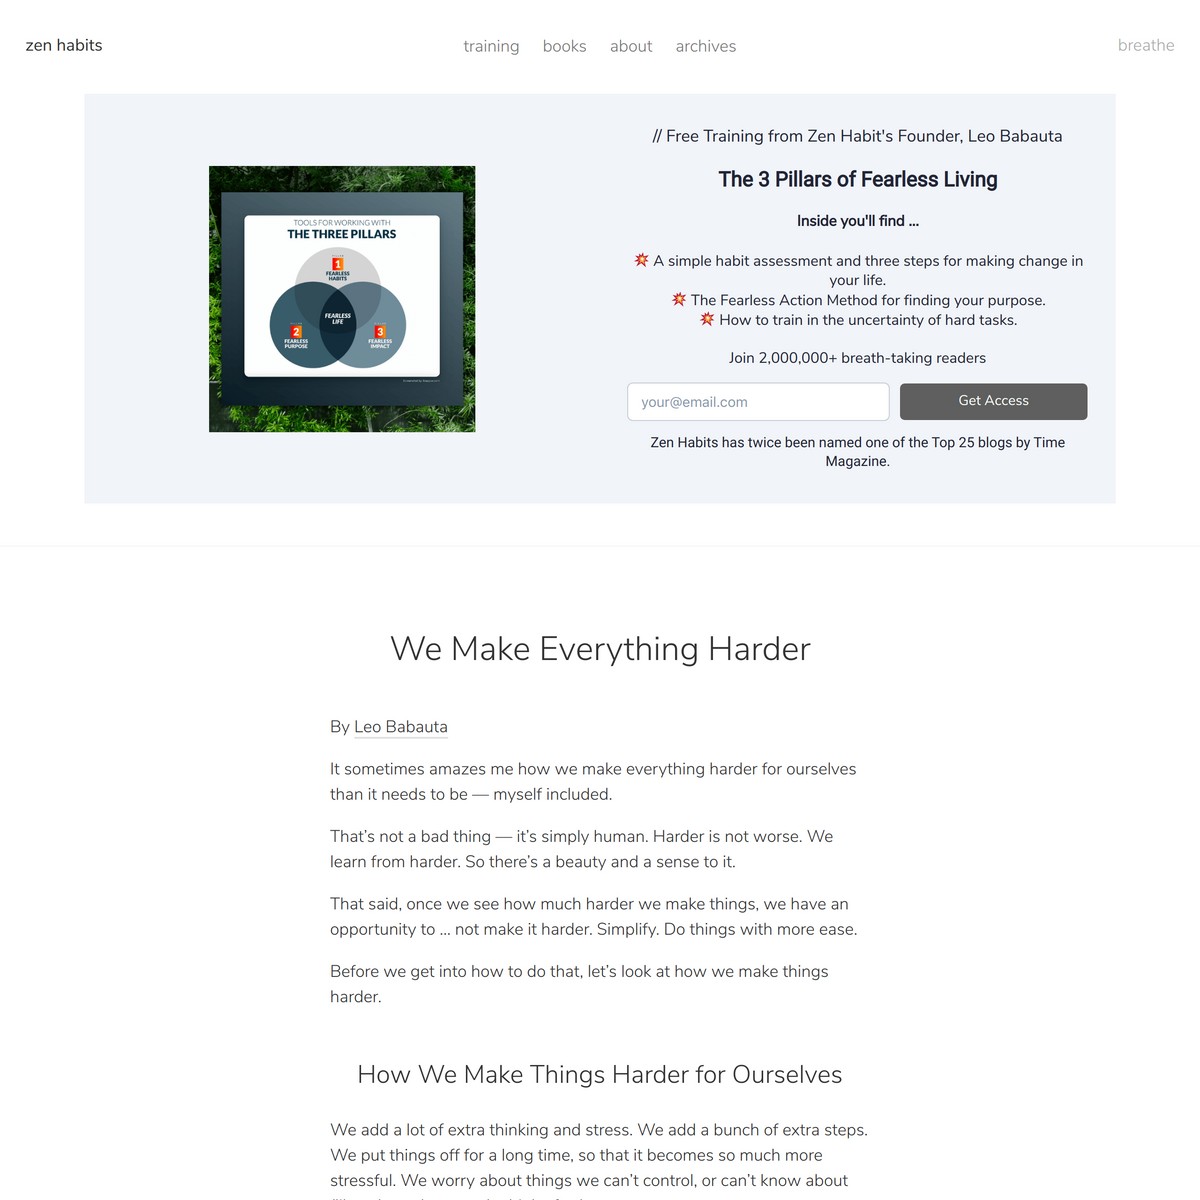 zen habits
training books about archives
breathe
TOOLS FOR WORKING WITH
THE THREE PILLARS
1
FEARLESS
HABITS
FEARLESS
LIFE
2
FEARLESS
PURPOSE
3
FEARLESS
IMPACT
// Free Training from Zen Habit's Founder, Leo Babauta
The 3 Pillars of Fearless Living
Inside you'll find ...
💥 A simple habit assessment and three steps for making change in
your life.
💥 The Fearless Action Method for finding your purpose.
💥 How to train in the uncertainty of hard tasks.
Join 2,000,000+ breath-taking readers
your@email.com
Get Access
Zen Habits has twice been named one of the Top 25 blogs by Time
Magazine.
We Make Everything Harder
By Leo Babauta
It sometimes amazes me how we make everything harder for ourselves
than it needs to be — myself included.
That’s not a bad thing — it’s simply human. Harder is not worse. We
learn from harder. So there’s a beauty and a sense to it.
That said, once we see how much harder we make things, we have an
opportunity to … not make it harder. Simplify. Do things with more ease.
Before we get into how to do that, let’s look at how we make things
harder.
How We Make Things Harder for Ourselves
We add a lot of extra thinking and stress. We add a bunch of extra steps.
We put things off for a long time, so that it becomes so much more
stressful. We worry about things we can’t control, or can’t know about